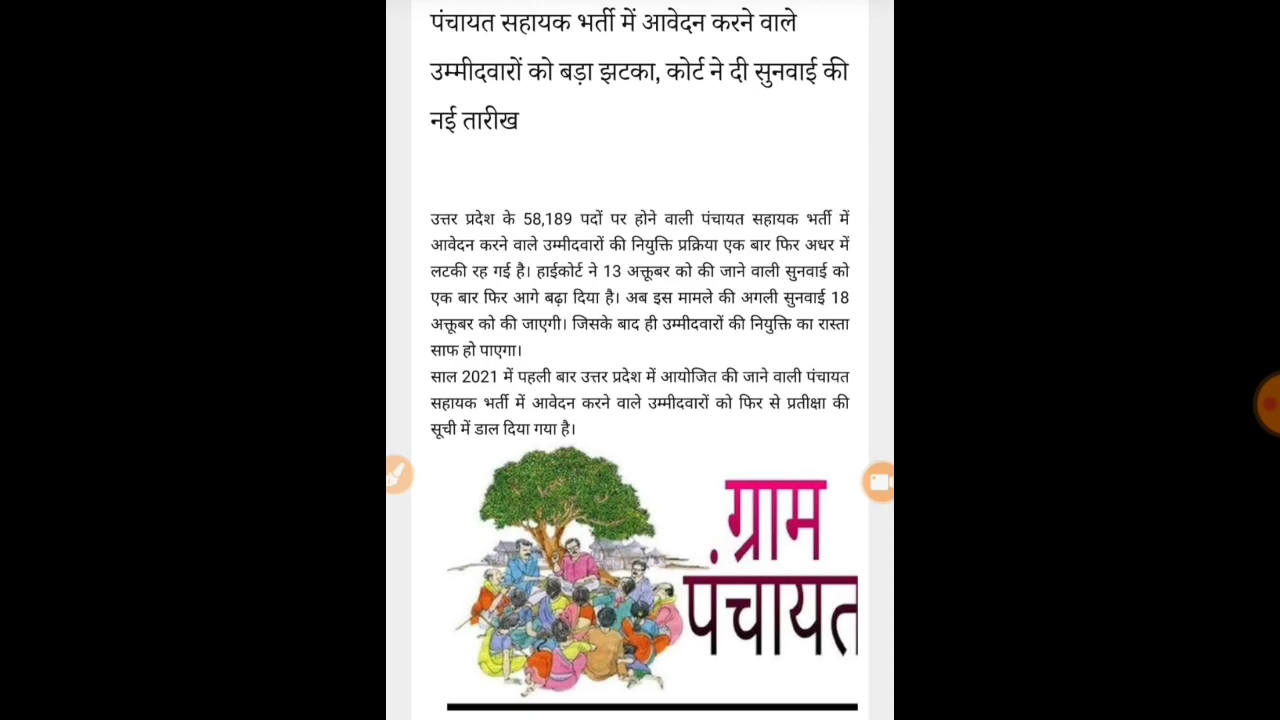 पंचायत सहायक भर्ती में आवेदन करने वाले
उम्मीदवारों को बड़ा झटका, कोर्ट ने दी सुनवाई की
नई तारीख
उत्तर प्रदेश के 58,189 पदों पर होने वाली पंचायत सहायक भर्ती में
आवेदन करने वाले उम्मीदवारों की नियुक्ति प्रक्रिया एक बार फिर अधर में
लटकी रह गई है। हाईकोर्ट ने 13 अक्तूबर को की जाने वाली सुनवाई को
एक बार फिर आगे बढ़ा दिया है। अब इस मामले की अगली सुनवाई 18
अक्तूबर को की जाएगी। जिसके बाद ही उम्मीदवारों की नियुक्ति का रास्ता
साफ हो पाएगा।
साल 2021 में पहली बार उत्तर प्रदेश में आयोजित की जाने वाली पंचायत
सहायक भर्ती में आवेदन करने वाले उम्मीदवारों को फिर से प्रतीक्षा की
सूची में डाल दिया गया है।
ग्राम
पंचायत